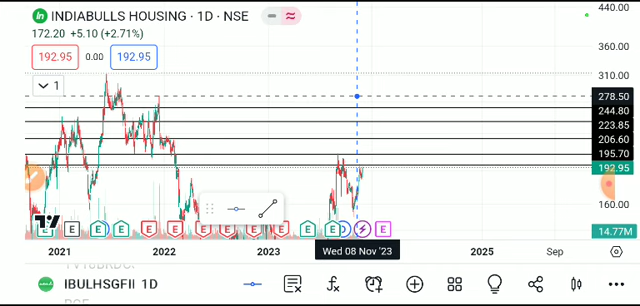 INDIABULLS HOUSING · 1D · NSE
172.20 +5.10 (+2.71%)
192.95 0.00 192.95
1
440.00
360.00
310.00
278.50
244.80
223.85
206.60
195.70
192.95
160.00
14.77M
E E E E E E E E E E E E
2021 2022 2023 Wed 08 Nov '23 2025 Sep
IBULHSGFII 1D